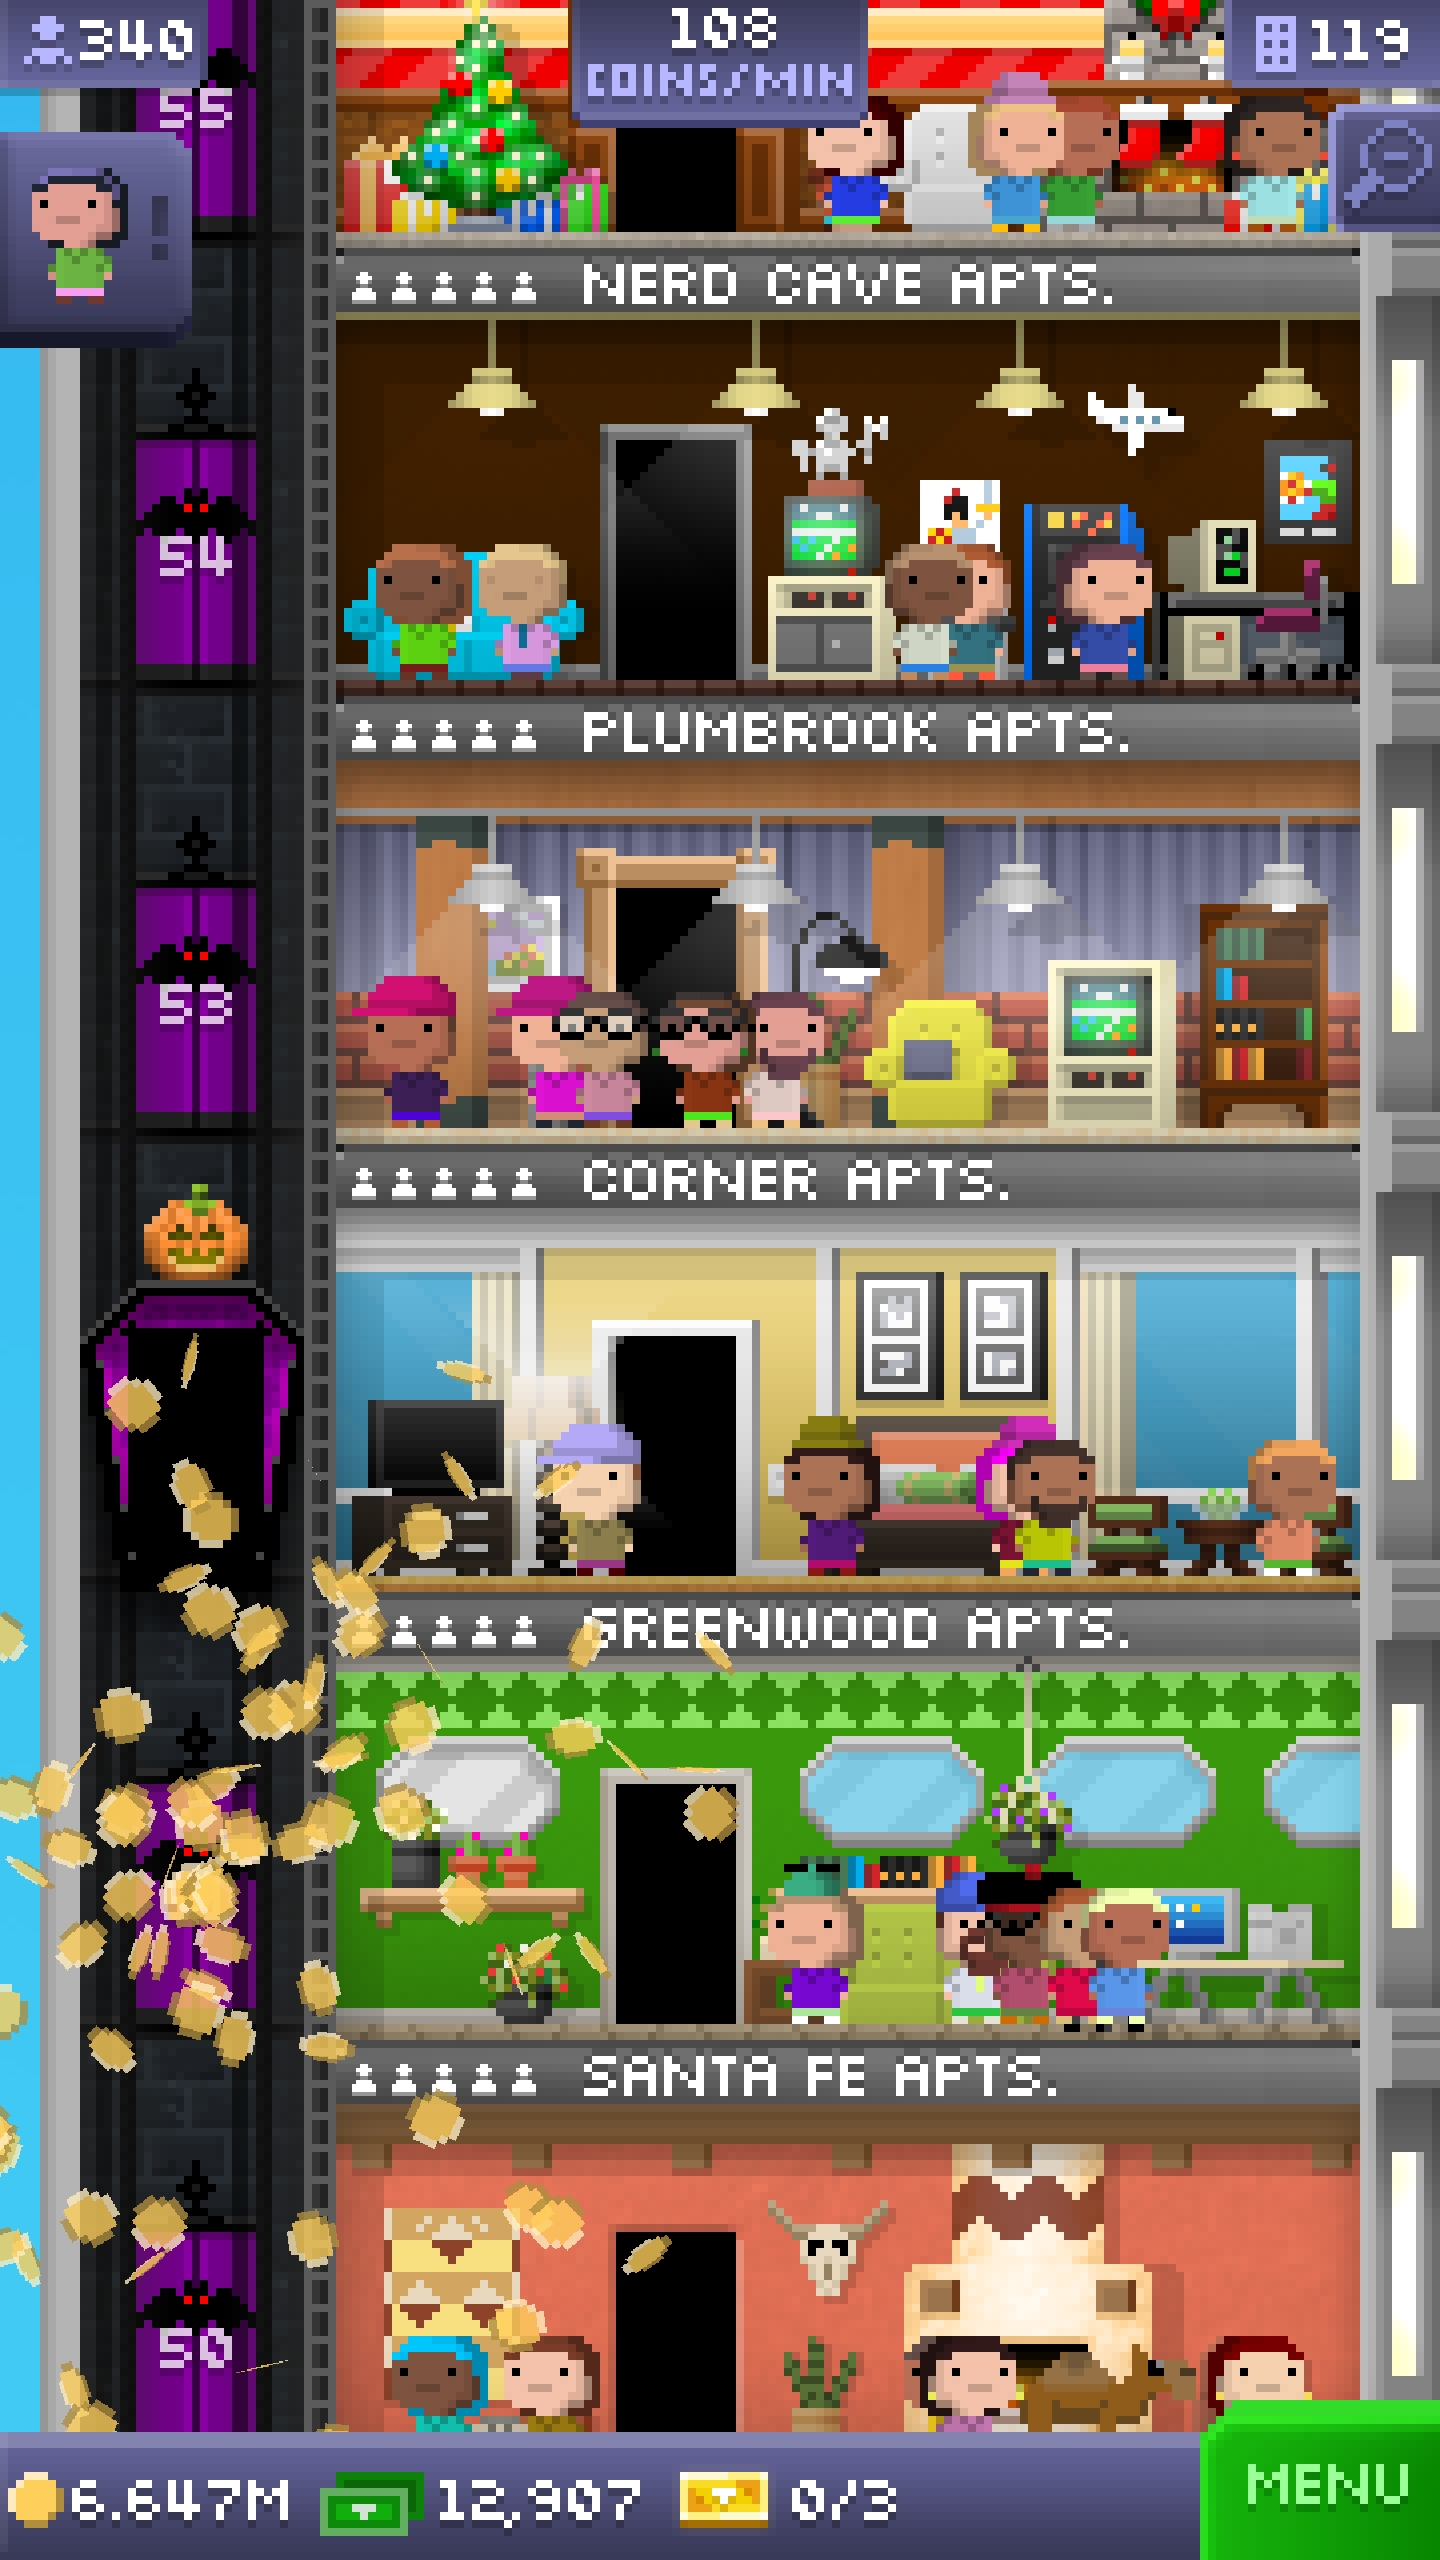 340
108
COINS/MIN
119
55
!
NERD CAVE APTS.
54
PLUMBROOK APTS.
53
CORNER APTS.
GREENWOOD APTS.
SANTA FE APTS.
50
6.647M
12,907
0/3
MENU